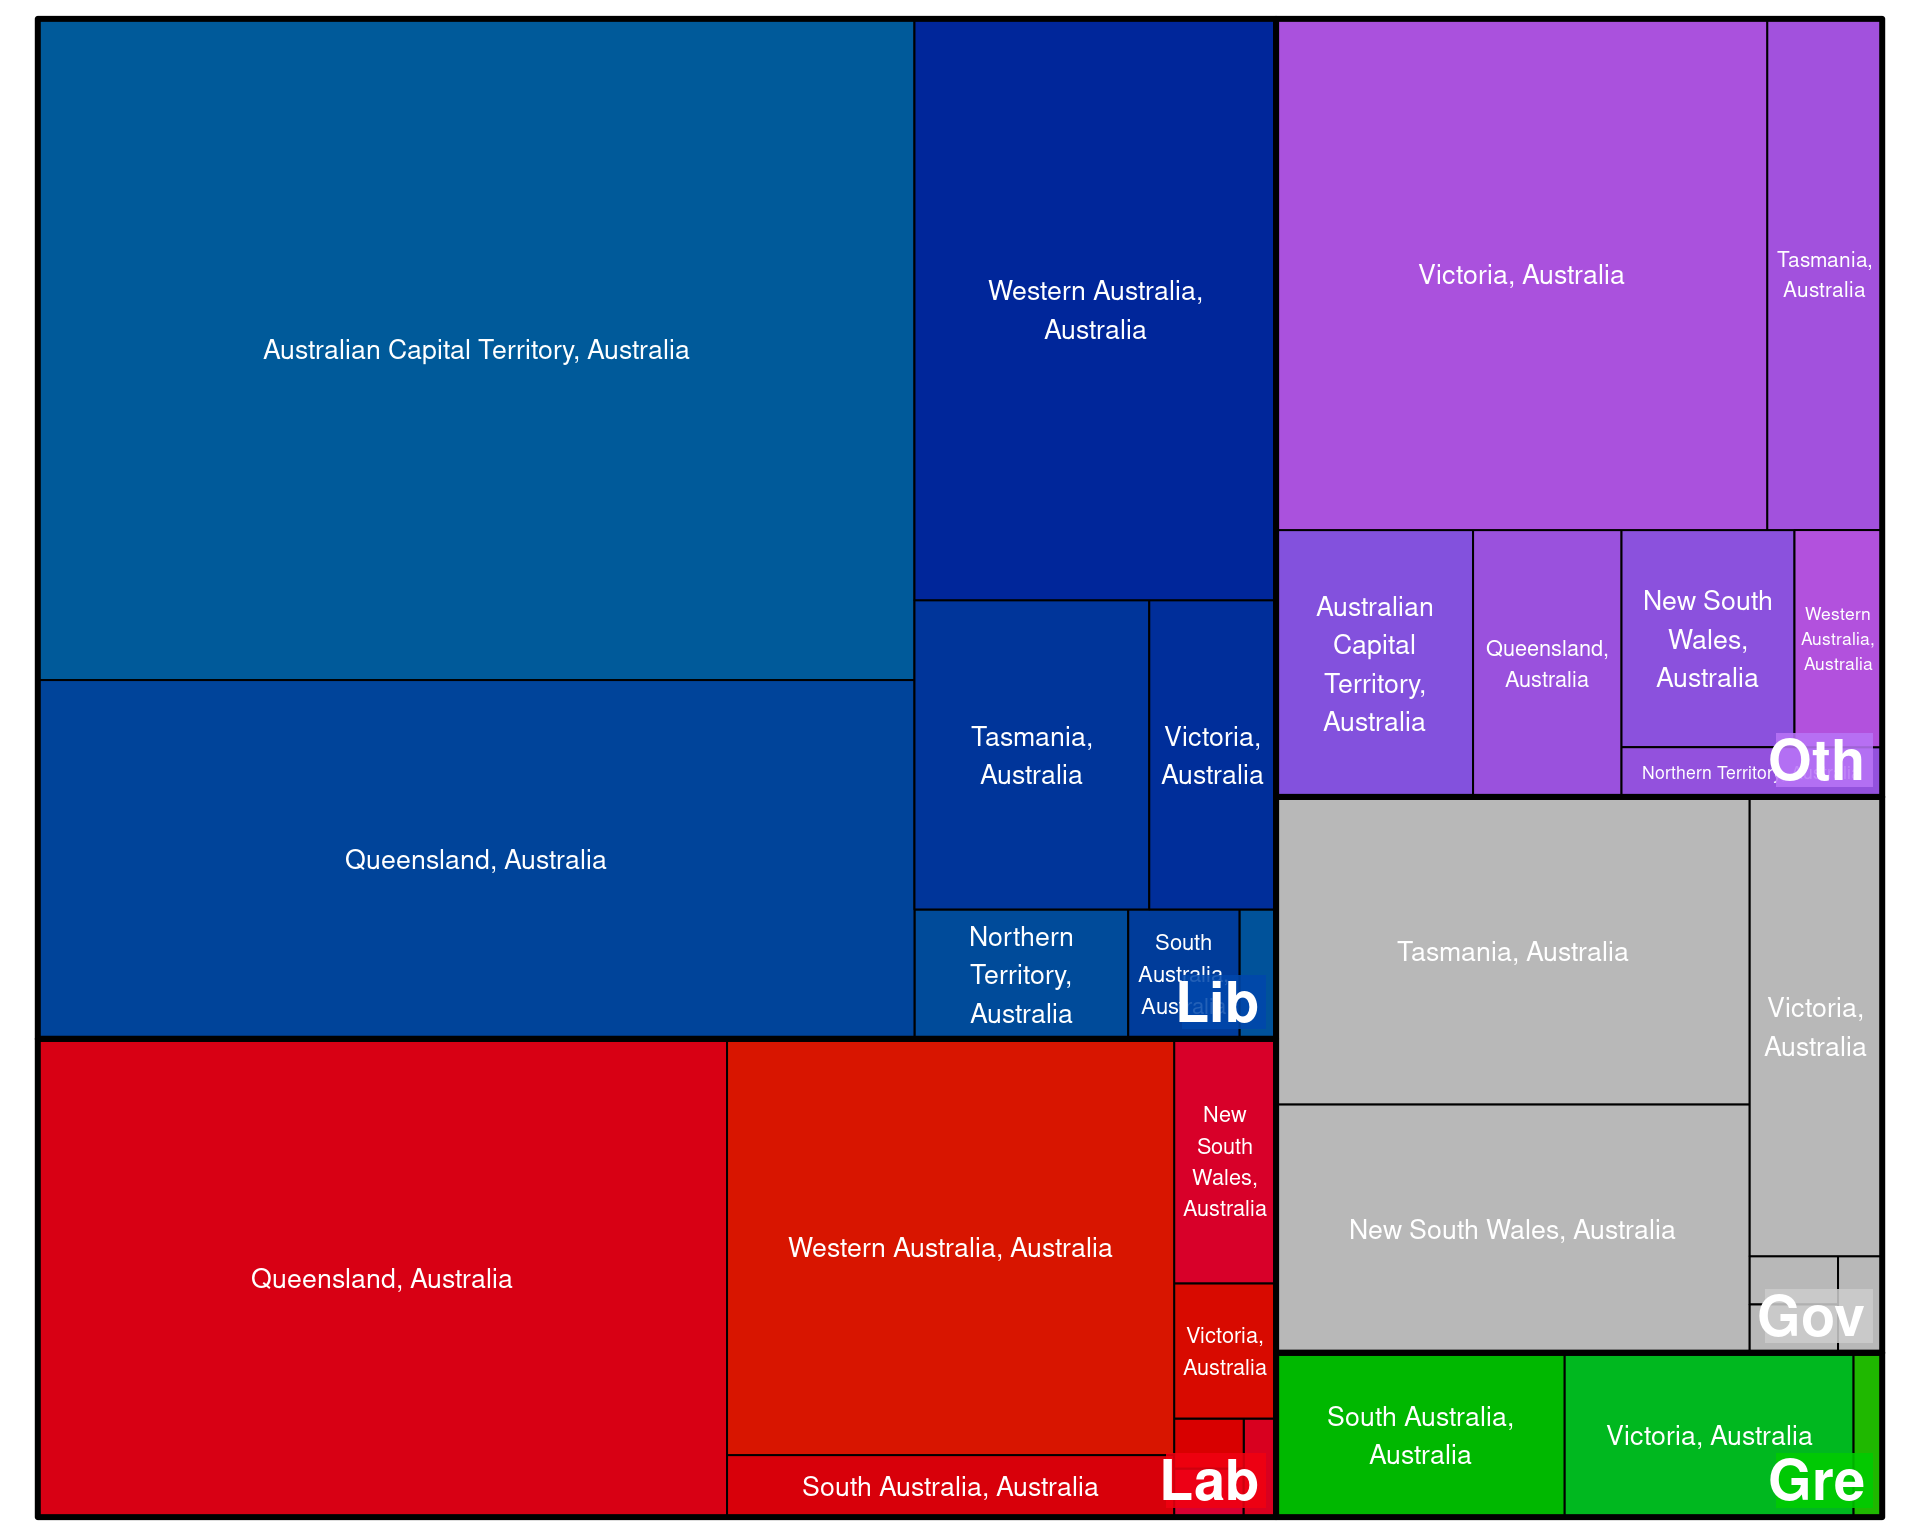 Australian Capital Territory, Australia
Western Australia,
Australia
Queensland, Australia
Tasmania,
Australia
Victoria,
Australia
Northern
Territory,
Australia
South
Australia,
Australia
Lib
Queensland, Australia
Western Australia, Australia
New
South
Wales,
Australia
Victoria,
Australia
South Australia, Australia
Lab
Victoria, Australia
Tasmania,
Australia
Australian
Capital
Territory,
Australia
Queensland,
Australia
New South
Wales,
Australia
Western
Australia,
Australia
Northern Territory, Australia
Oth
Tasmania, Australia
Victoria,
Australia
New South Wales, Australia
Gov
South Australia,
Australia
Victoria, Australia
Gre